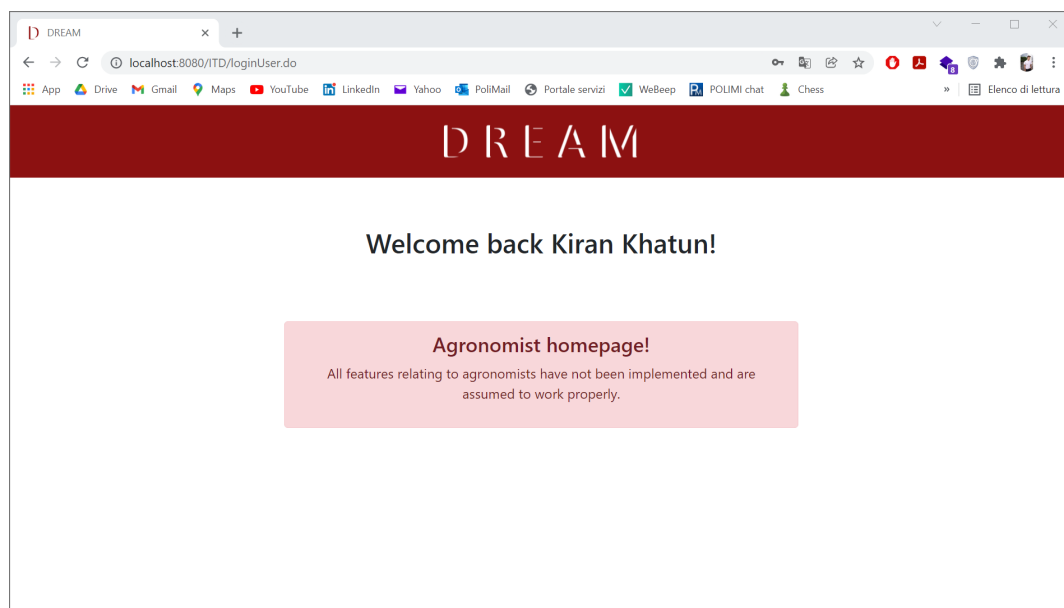 DREAM
localhost:8080/ITD/loginUser.do
App Drive Gmail Maps YouTube LinkedIn Yahoo PoliMail Portale servizi WeBeep POLIMI chat Chess » Elenco di lettura
8
DREAM
Welcome back Kiran Khatun!
Agronomist homepage!
All features relating to agronomists have not been implemented and are
assumed to work properly.